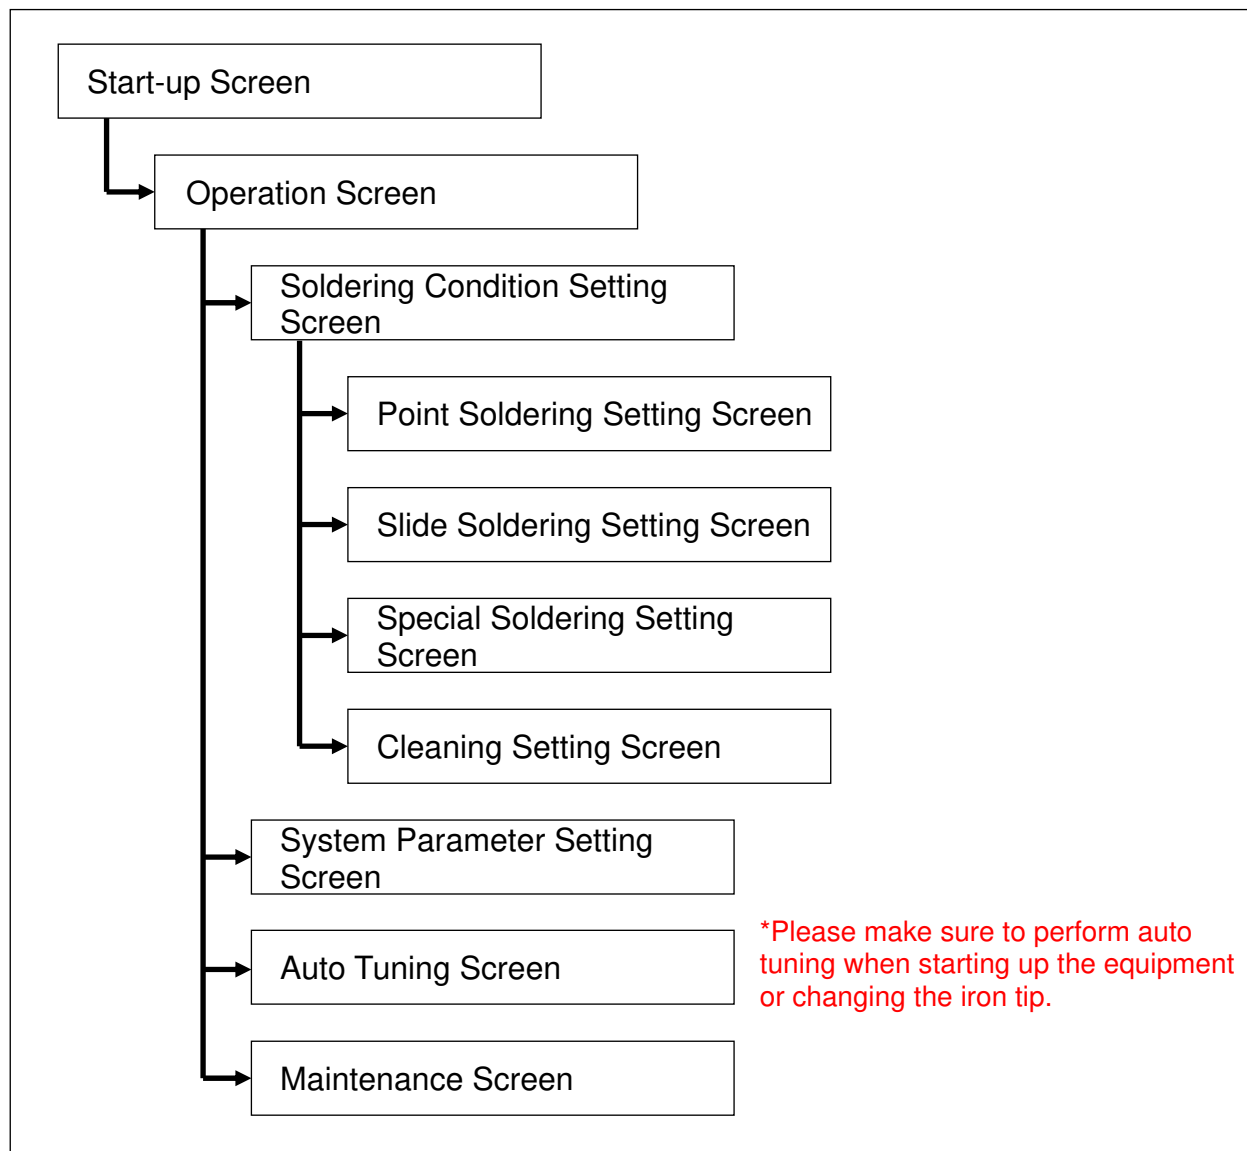 Start-up Screen
Operation Screen
Soldering Condition Setting
Screen
Point Soldering Setting Screen
Slide Soldering Setting Screen
Special Soldering Setting
Screen
Cleaning Setting Screen
System Parameter Setting
Screen
Auto Tuning Screen
*Please make sure to perform auto
tuning when starting up the equipment
or changing the iron tip.
Maintenance Screen